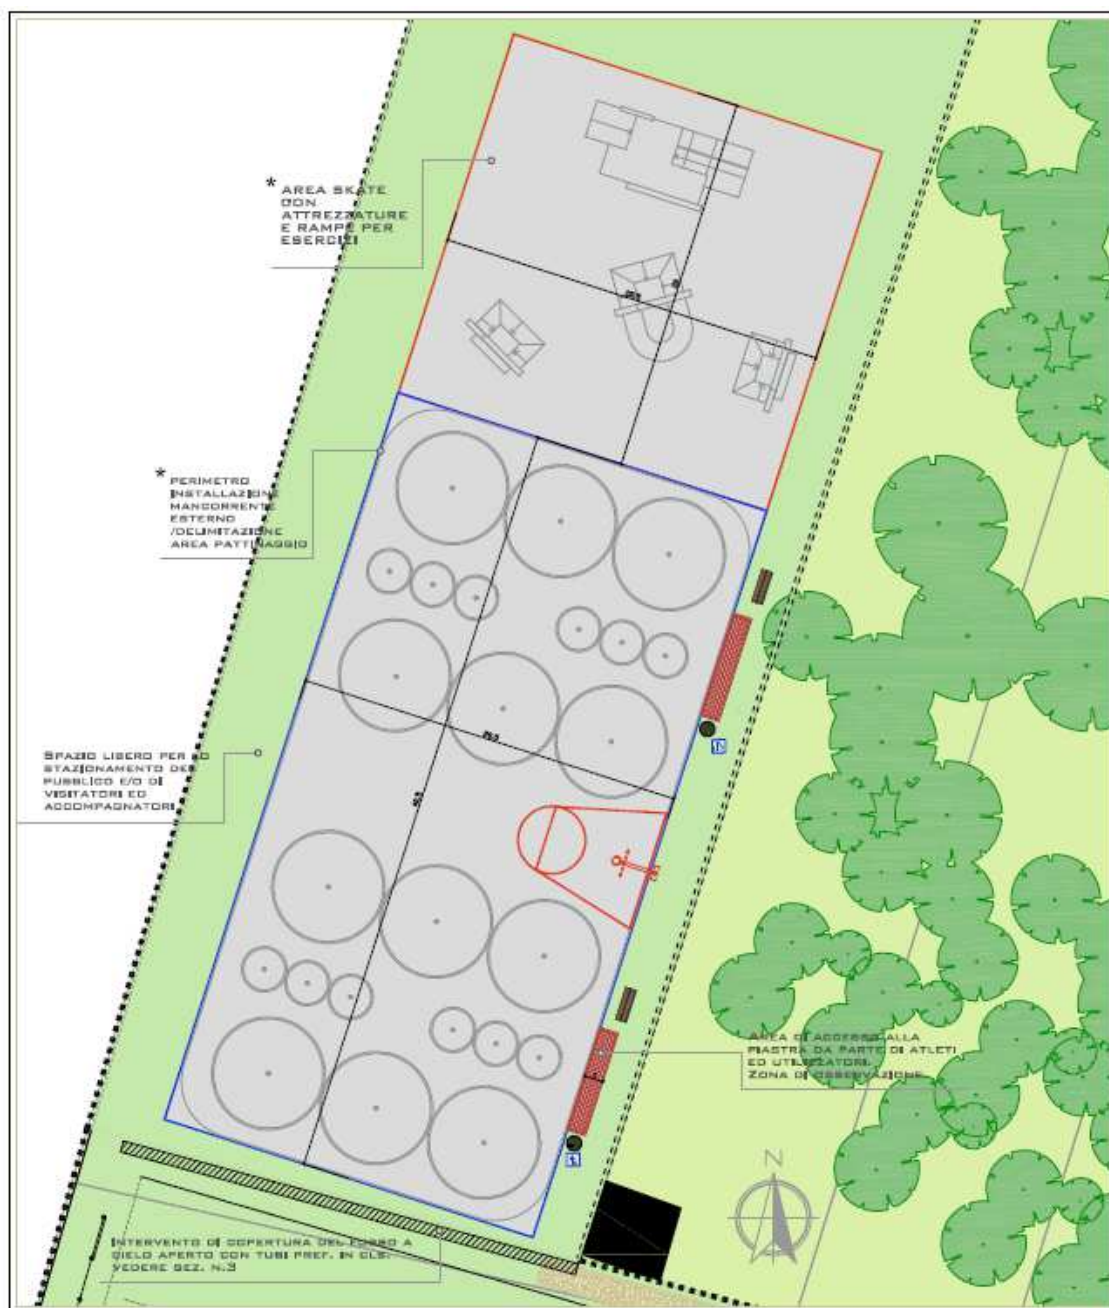 * AREA SKATE
CON
ATTREZZATURE
E RAMPE PER
ESERCIZI
* PERIMETRO
INSTALLAZIONE
MANCORRENTE
ESTERNO
/DELIMITAZIONE
AREA PATTINAGGIO
SPAZIO LIBERO PER LO
STAZIONAMENTO DEL
PUBBLICO E/O DI
VISITATORI ED
ACCOMPAGNATORI
AREA DI ACCESSO ALLA
PIASTRA DA PARTE DI ATLETI
ED UTILIZZATORI.
ZONA DI OSSERVAZIONE
N
INTERVENTO DI COPERTURA DEL FOSSO A
CIELO APERTO CON TUBI PREF. IN CLS.
VEDERE SEZ. N.3